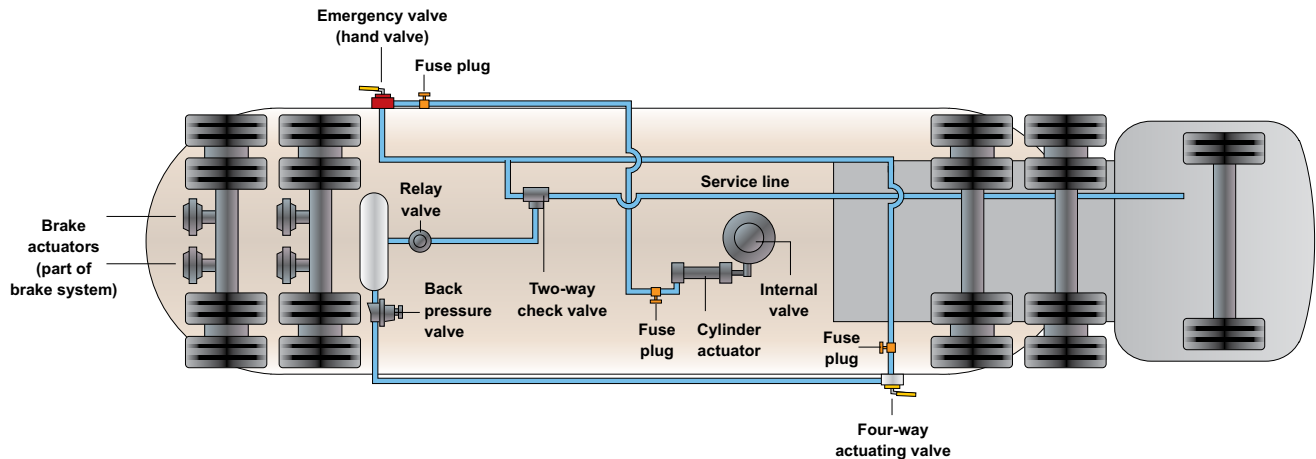 Emergency valve
(hand valve)
Fuse plug
Service line
Relay
valve
Brake
actuators
(part of
brake system)
Back
pressure
valve
Two-way
check valve
Internal
valve
Fuse
plug
Cylinder
actuator
Fuse
plug
Four-way
actuating valve